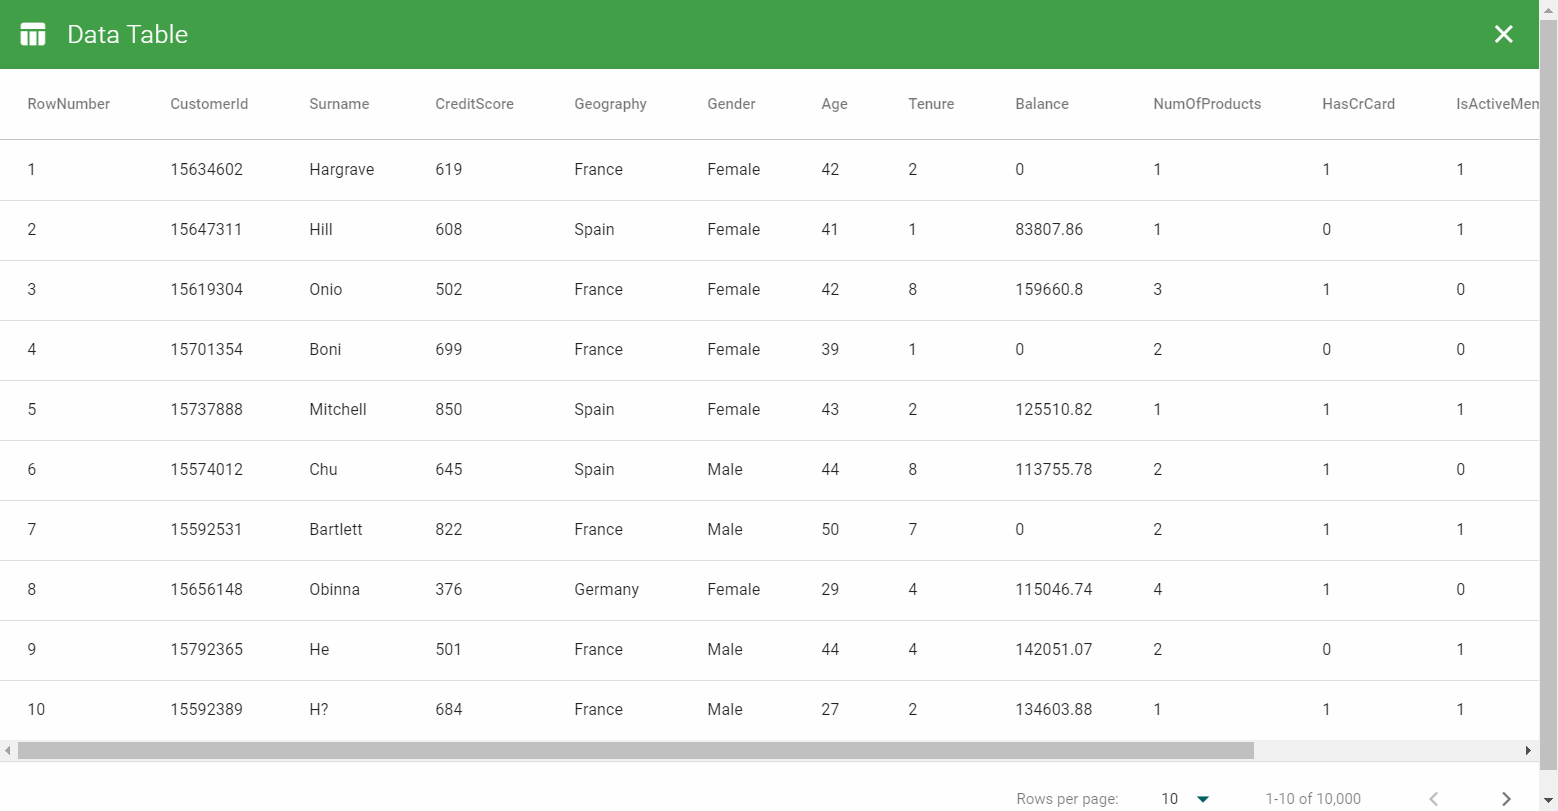 Data Table
RowNumber CustomerId Surname CreditScore Geography Gender Age Tenure Balance NumOfProducts HasCrCard IsActiveMem
1 15634602 Hargrave 619 France Female 42 2 0 1 1 1
2 15647311 Hill 608 Spain Female 41 1 83807.86 1 0 1
3 15619304 Onio 502 France Female 42 8 159660.8 3 1 0
4 15701354 Boni 699 France Female 39 1 0 2 0 0
5 15737888 Mitchell 850 Spain Female 43 2 125510.82 1 1 1
6 15574012 Chu 645 Spain Male 44 8 113755.78 2 1 0
7 15592531 Bartlett 822 France Male 50 7 0 2 1 1
8 15656148 Obinna 376 Germany Female 29 4 115046.74 4 1 0
9 15792365 He 501 France Male 44 4 142051.07 2 0 1
10 15592389 H? 684 France Male 27 2 134603.88 1 1 1
Rows per page: 10 1-10 of 10,000